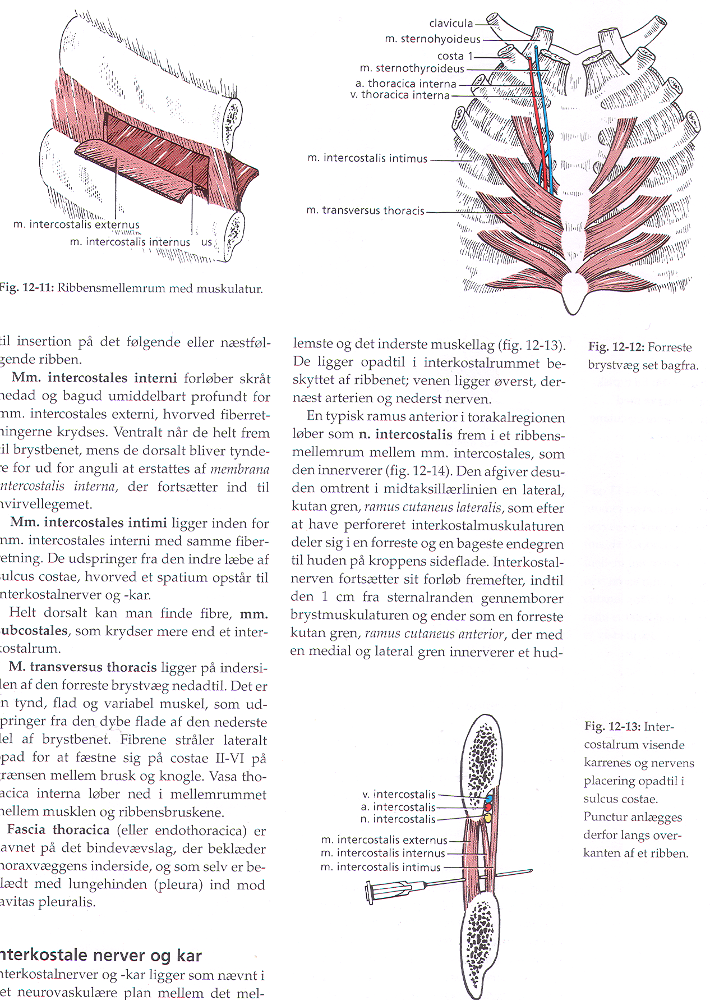 clavicula
m. sternohyoideus
costa 1
m. sternothyroideus
a. thoracica interna
v. thoracica interna
m. intercostalis intimus
m. transversus thoracis
m. intercostalis externus
m. intercostalis internus us
Fig. 12-11: Ribbensmellemrum med muskulatur.
til insertion på det følgende eller næstføl-
gende ribben.
Mm. intercostales interni forløber skråt
nedad og bagud umiddelbart profundt for
mm. intercostales externi, hvorved fiberret-
ningerne krydses. Ventralt når de helt frem
til brystbenet, mens de dorsalt bliver tynde-
re for ud for anguli at erstattes af membrana
intercostalis interna, der fortsætter ind til
hvirvellegemet.
Mm. intercostales intimi ligger inden for
mm. intercostales interni med samme fiber-
retning. De udspringer fra den indre læbe af
sulcus costae, hvorved et spatium opstår til
interkostalnerver og -kar.
Helt dorsalt kan man finde fibre, mm.
subcostales, som krydser mere end et inter-
kostalrum.
M. transversus thoracis ligger på indersi-
den af den forreste brystvæg nedadtil. Det er
en tynd, flad og variabel muskel, som ud-
springer fra den dybe flade af den nederste
del af brystbenet. Fibrene stråler lateralt
opad for at fæstne sig på costae II-VI på
grænsen mellem brusk og knogle. Vasa tho-
racica interna løber ned i mellemrummet
mellem musklen og ribbensbruskene.
Fascia thoracica (eller endothoracica) er
navnet på det bindevævslag, der beklæder
thoraxvæggens inderside, og som selv er be-
klædt med lungehinden (pleura) ind mod
cavitas pleuralis.
nterkostale nerver og kar
nterkostalnerver og -kar ligger som nævnt i
et neurovaskulære plan mellem det mel-
lemste og det inderste muskellag (fig. 12-13).
De ligger opadtil i interkostalrummet be-
skyttet af ribbenet; venen ligger øverst, der-
næst arterien og nederst nerven.
En typisk ramus anterior i torakalregionen
løber som n. intercostalis frem i et ribbens-
mellemrum mellem mm. intercostales, som
den innerverer (fig. 12-14). Den afgiver desu-
den omtrent i midtaksillærlinien en lateral,
kutan gren, ramus cutaneus lateralis, som efter
at have perforeret interkostalmuskulaturen
deler sig i en forreste og en bageste endegren
til huden på kroppens sideflade. Interkostal-
nerven fortsætter sit forløb fremefter, indtil
den 1 cm fra sternalranden gennemborer
brystmuskulaturen og ender som en forreste
kutan gren, ramus cutaneus anterior, der med
en medial og lateral gren innerverer et hud-
Fig. 12-12: Forreste
brystvæg set bagfra.
v. intercostalis
a. intercostalis
n. intercostalis
m. intercostalis externus
m. intercostalis internus
m. intercostalis intimus
Fig. 12-13: Inter-
costalrum visende
karrenes og nervens
placering opadtil i
sulcus costae.
Punctur anlægges
derfor langs over-
kanten af et ribben.